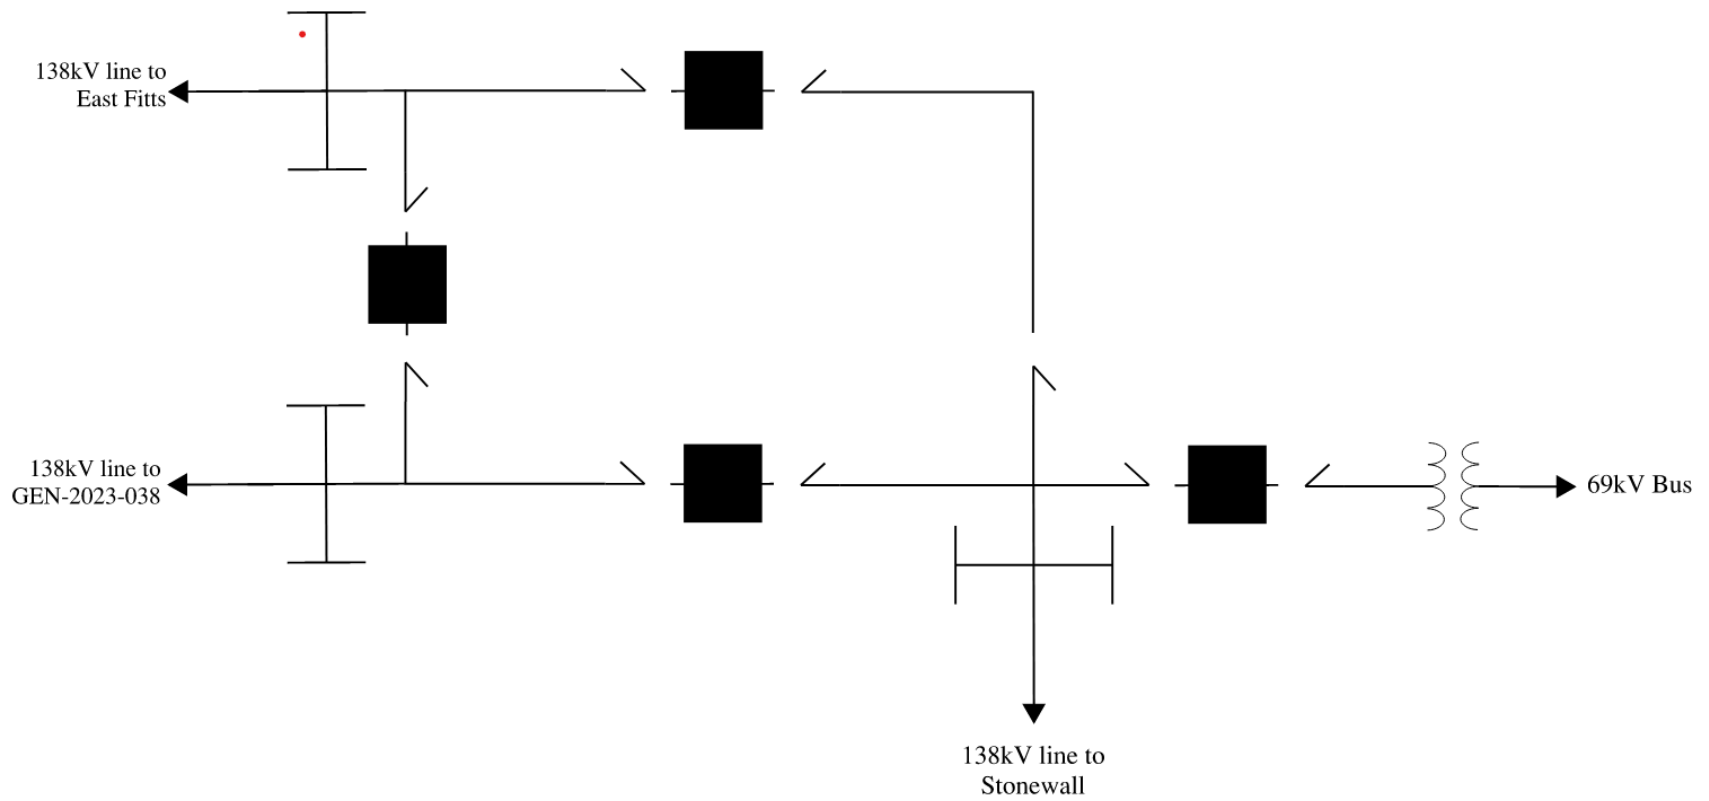 138kV line to
East Fitts
138kV line to
GEN-2023-038
69kV Bus
138kV line to
Stonewall